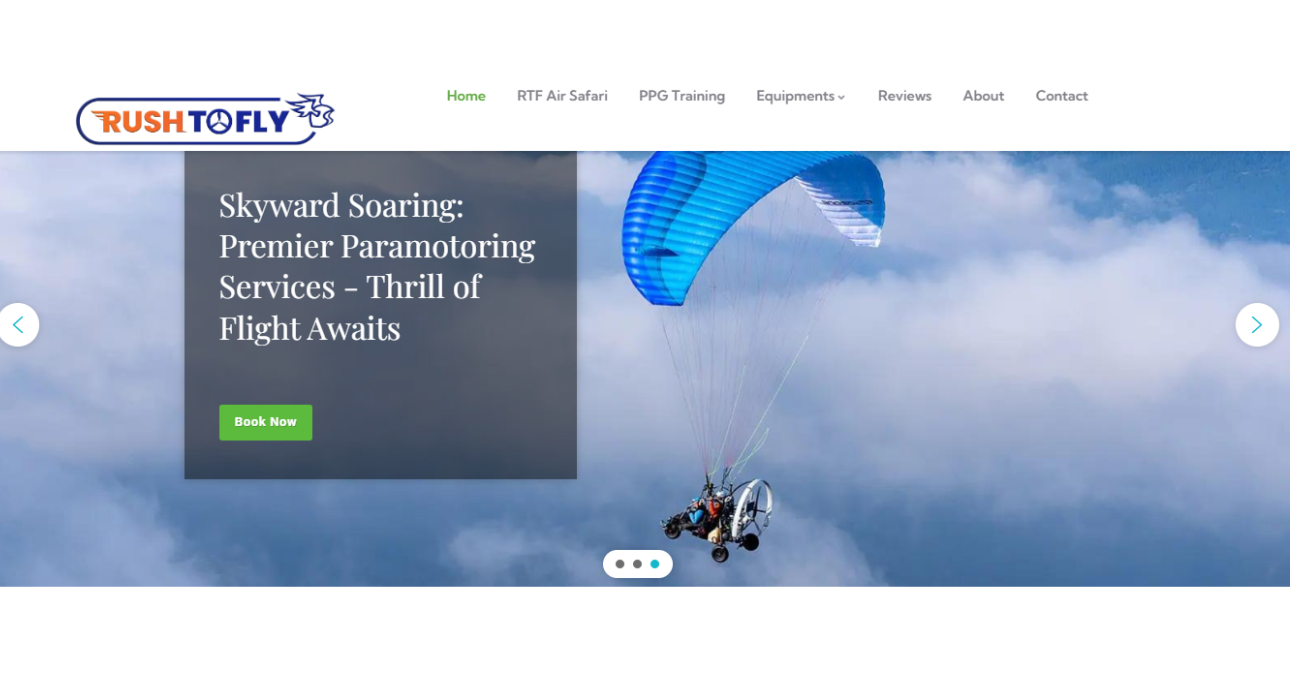 RUSHTOFLY
Home RTF Air Safari PPG Training Equipments Reviews About Contact
Skyward Soaring:
Premier Paramotoring
Services - Thrill of
Flight Awaits
Book Now